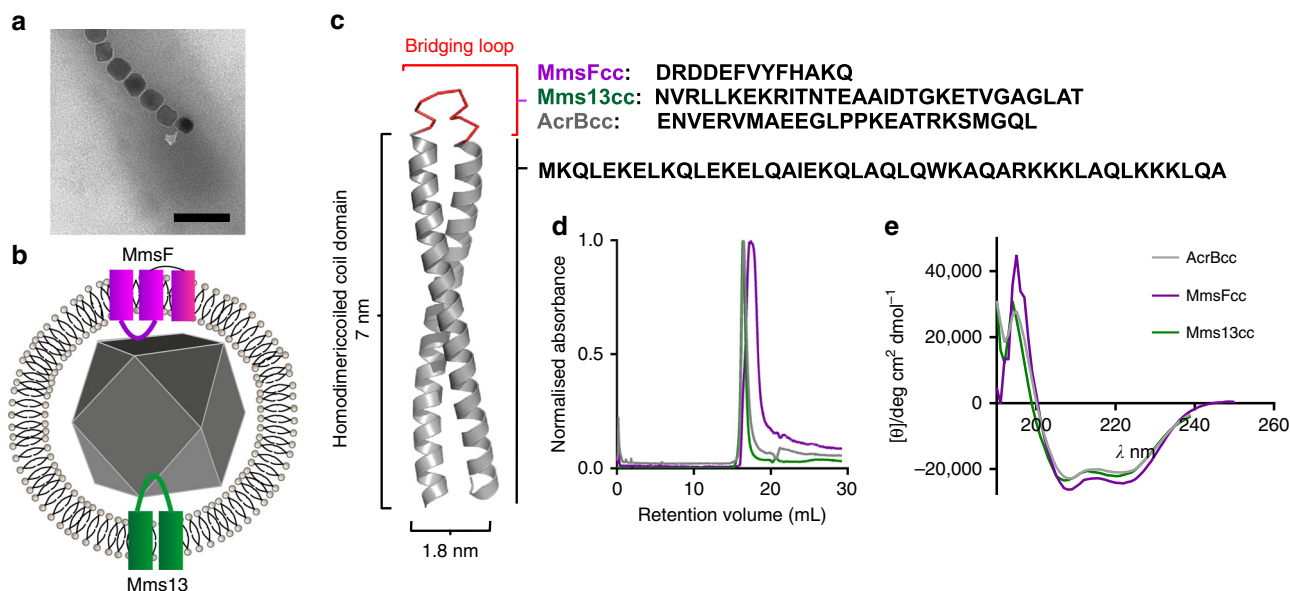 a
b
MmsF
Mms13
c
Bridging loop
MmsFcc: DRDDEFVYFHAKQ
Mms13cc: NVRLLKEKRITNTEAAIDTGKETVGAGLAT
AcrBcc: ENVERVMAEEGLPPKEATRKSMGQL
MKQLEKELKQLEKELQAIEKQLAQLQWKAQARKKKLAQLKKKLQA
Homodimericcoiled coil domain
7 nm
1.8 nm
d
Normalised absorbance
1.0
0.5
0.0
0
10
20
30
Retention volume (mL)
e
[θ]/deg cm² dmol⁻¹
40,000
20,000
0
–20,000
200
220
240
260
λ nm
AcrBcc
MmsFcc
Mms13cc